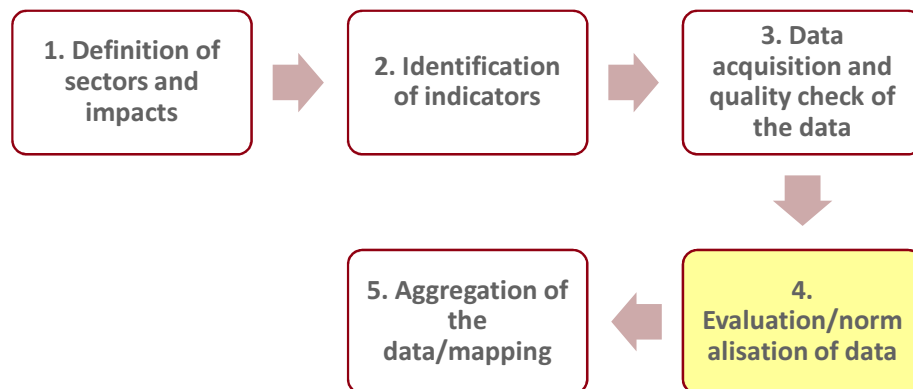 1. Definition of
sectors and
impacts
2. Identification
of indicators
3. Data
acquisition and
quality check of
the data
4.
Evaluation/norm
alisation of data
5. Aggregation of
the
data/mapping